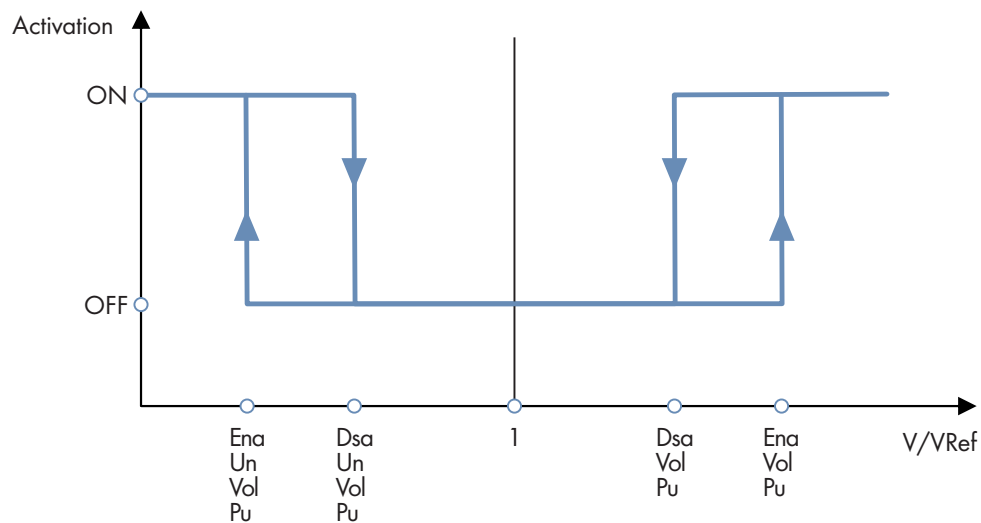 Activation
ON
OFF
Ena
Un
Vol
Pu
Dsa
Un
Vol
Pu
1
Dsa
Vol
Pu
Ena
Vol
Pu
V/VRef